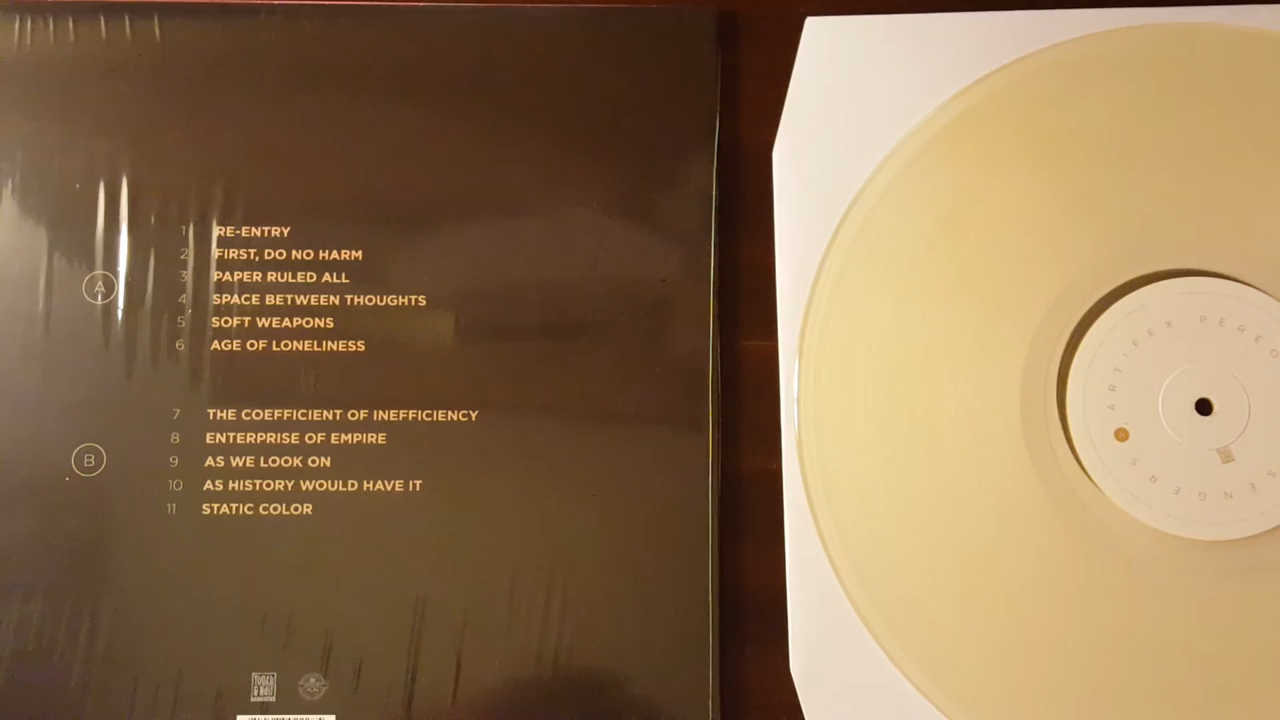 1 RE-ENTRY
2 FIRST, DO NO HARM
3 PAPER RULED ALL
A
4 SPACE BETWEEN THOUGHTS
5 SOFT WEAPONS
6 AGE OF LONELINESS
7 THE COEFFICIENT OF INEFFICIENCY
8 ENTERPRISE OF EMPIRE
B
9 AS WE LOOK ON
10 AS HISTORY WOULD HAVE IT
11 STATIC COLOR
TOOTH & NAIL
ARTIFEX PEREO
SENGERS